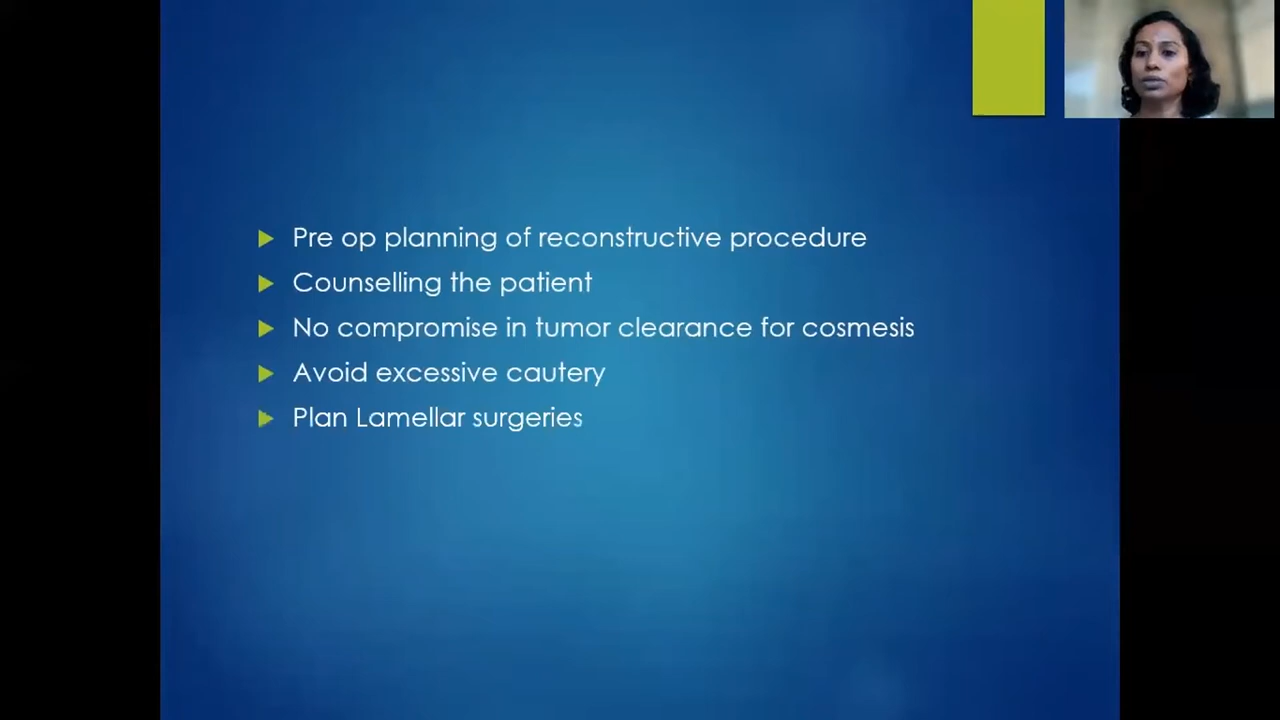 Pre op planning of reconstructive procedure
Counselling the patient
No compromise in tumor clearance for cosmesis
Avoid excessive cautery
Plan Lamellar surgeries